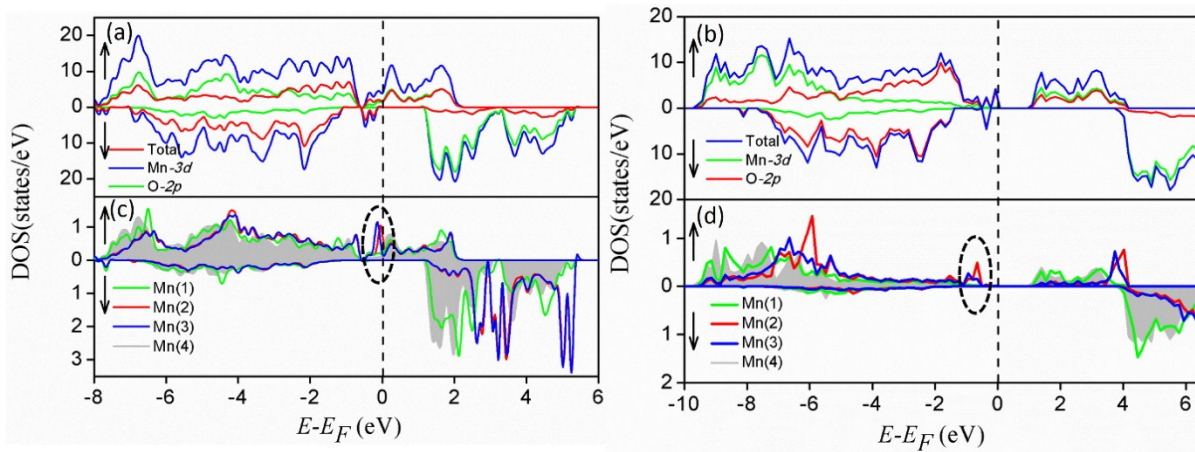 (a)
20
10
0
10
20
Total
Mn-3d
O-2p
(c)
1
0
1
2
3
Mn(1)
Mn(2)
Mn(3)
Mn(4)
-8 -6 -4 -2 0 2 4 6
E-E_F (eV)
DOS(states/eV)
(b)
20
10
0
10
20
Total
Mn-3d
O-2p
(d)
1
0
1
2
Mn(1)
Mn(2)
Mn(3)
Mn(4)
-10 -8 -6 -4 -2 0 2 4 6
E-E_F (eV)
DOS(states/eV)